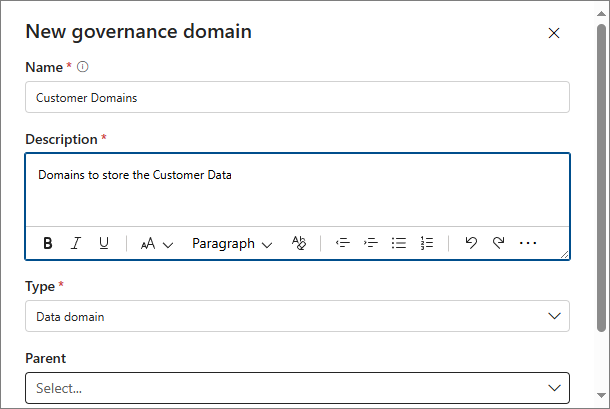 New governance domain
Name *
Customer Domains
Description *
Domains to store the Customer Data
B I U AA Paragraph Ab
Type *
Data domain
Parent
Select...